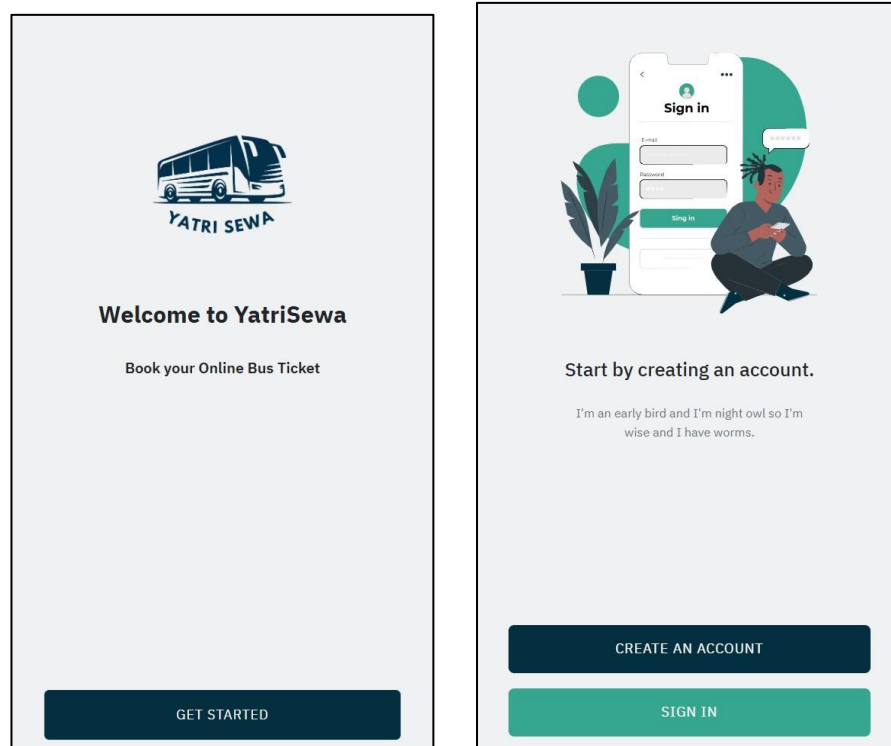 YATRI SEWA
Welcome to YatriSewa
Book your Online Bus Ticket
GET STARTED
Sign in
E-mail
Password
Sing in
Start by creating an account.
I'm an early bird and I'm night owl so I'm
wise and I have worms.
CREATE AN ACCOUNT
SIGN IN